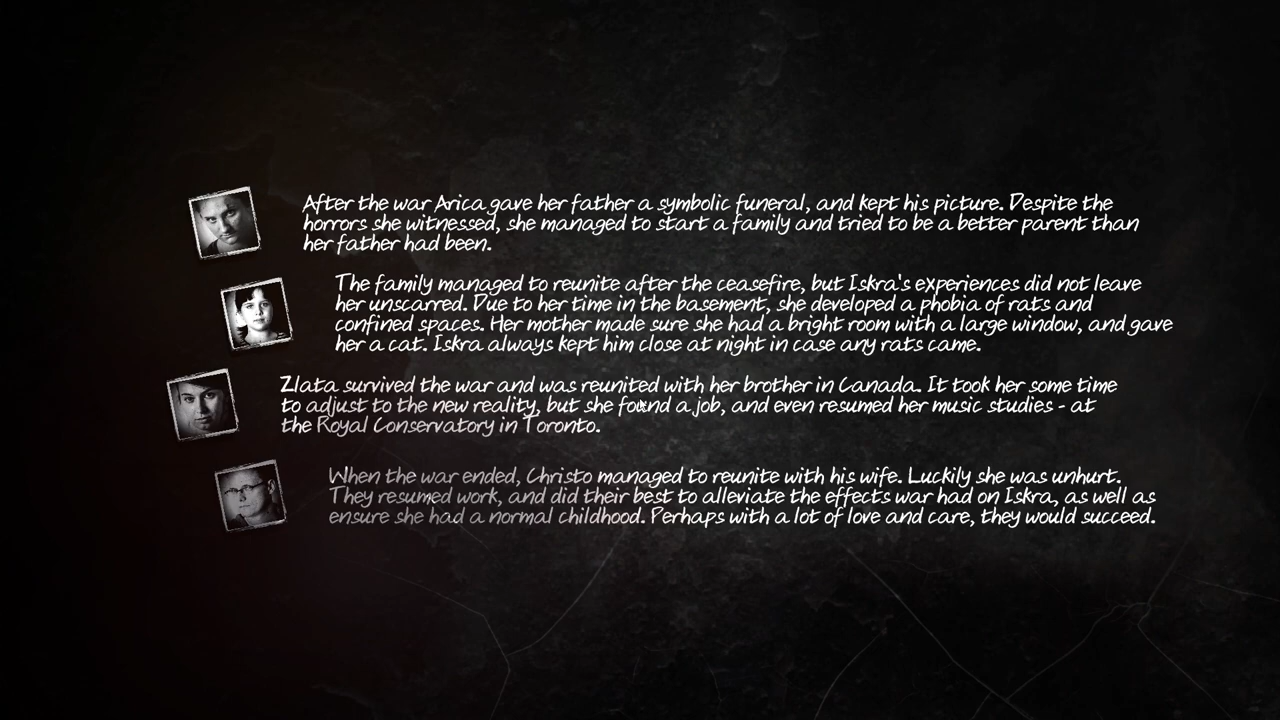 After the war Arica gave her father a symbolic funeral, and kept his picture. Despite the
horrors she witnessed, she managed to start a family and tried to be a better parent than
her father had been.
The family managed to reunite after the ceasefire, but Iskra's experiences did not leave
her unscarred. Due to her time in the basement, she developed a phobia of rats and
confined spaces. Her mother made sure she had a bright room with a large window, and gave
her a cat. Iskra always kept him close at night in case any rats came.
Zlata survived the war and was reunited with her brother in Canada. It took her some time
to adjust to the new reality, but she found a job, and even resumed her music studies - at
the Royal Conservatory in Toronto.
When the war ended, Christo managed to reunite with his wife. Luckily she was unhurt.
They resumed work, and did their best to alleviate the effects war had on Iskra, as well as
ensure she had a normal childhood. Perhaps with a lot of love and care, they would succeed.